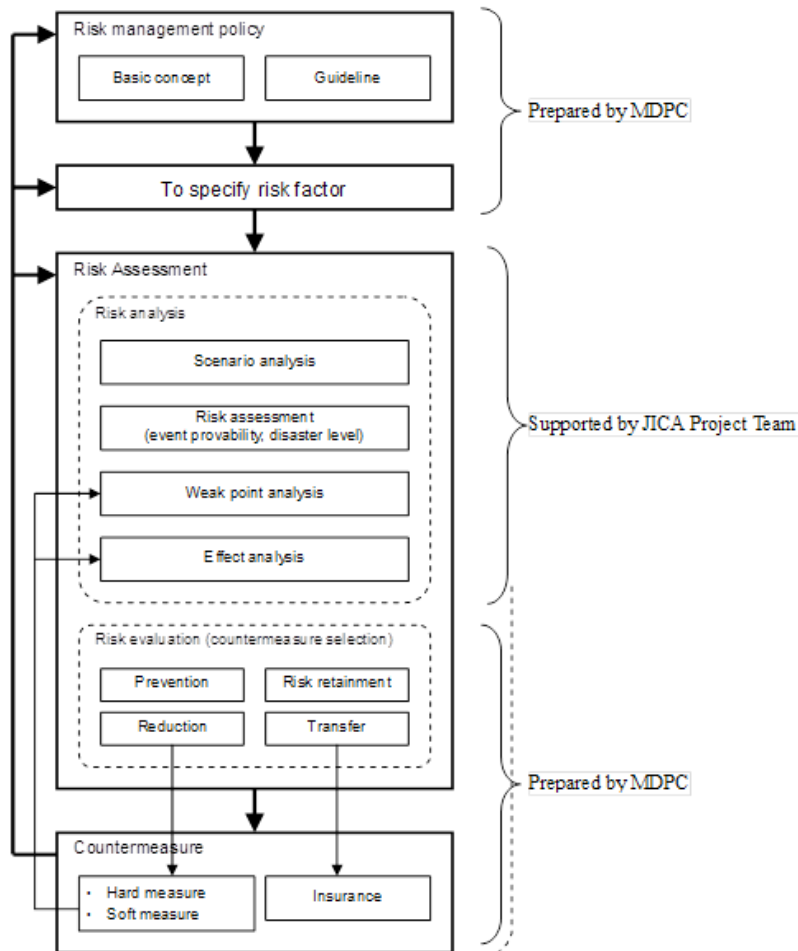 Risk management policy
Basic concept
Guideline
Prepared by MDPC
To specify risk factor
Risk Assessment
Risk analysis
Scenario analysis
Risk assessment
(event provability; disaster level)
Supported by JICA Project Team
Weak point analysis
Effect analysis
Risk evaluation (countermeasure selection)
Prevention
Risk retainment
Reduction
Transfer
Prepared by MDPC
Countermeasure
• Hard measure
• Soft measure
Insurance